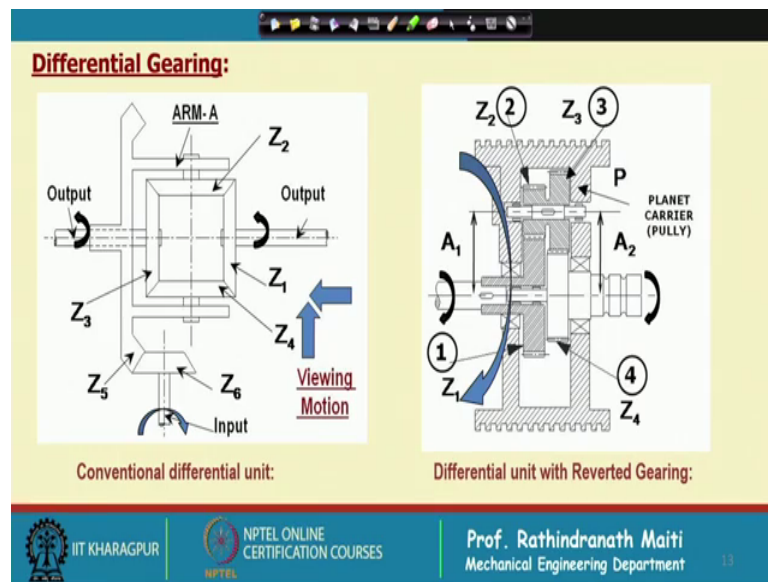 Differential Gearing:
ARM-A
Z2
Output
Output
Z3
Z1
Z4
Z5
Z6
Input
Viewing
Motion
Conventional differential unit:
Z2 2
Z3 3
P
PLANET
CARRIER
(PULLY)
A1
A2
1
Z1
4
Z4
Differential unit with Reverted Gearing:
IIT KHARAGPUR
NPTEL
NPTEL ONLINE
CERTIFICATION COURSES
Prof. Rathindranath Maiti
Mechanical Engineering Department
13